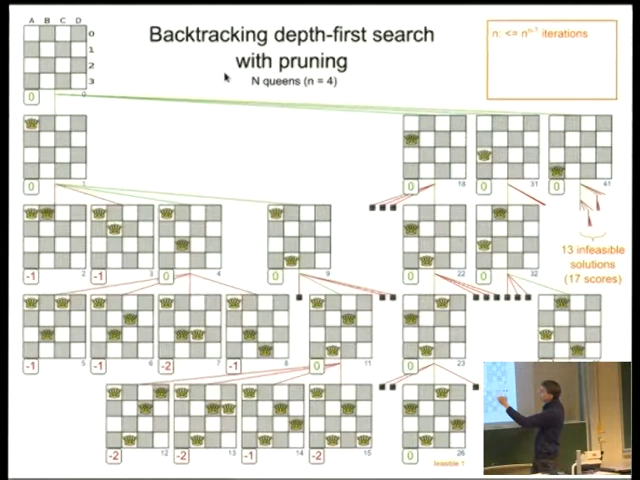 A B C D
Backtracking depth-first search
with pruning
N queens (n = 4)
n: <= n^n-1 iterations
0
1
2
3
0 0
0 1
0 18
0 31
0 41
-1 2
-1 3
0 4
0 9
0 22
0 32
13 infeasible
solutions
(17 scores)
-1 5
-1 6
-2 7
-1 8
0 11
0 23
-2 12
-2 13
-1 14
-2 15
0 26
feasible 1